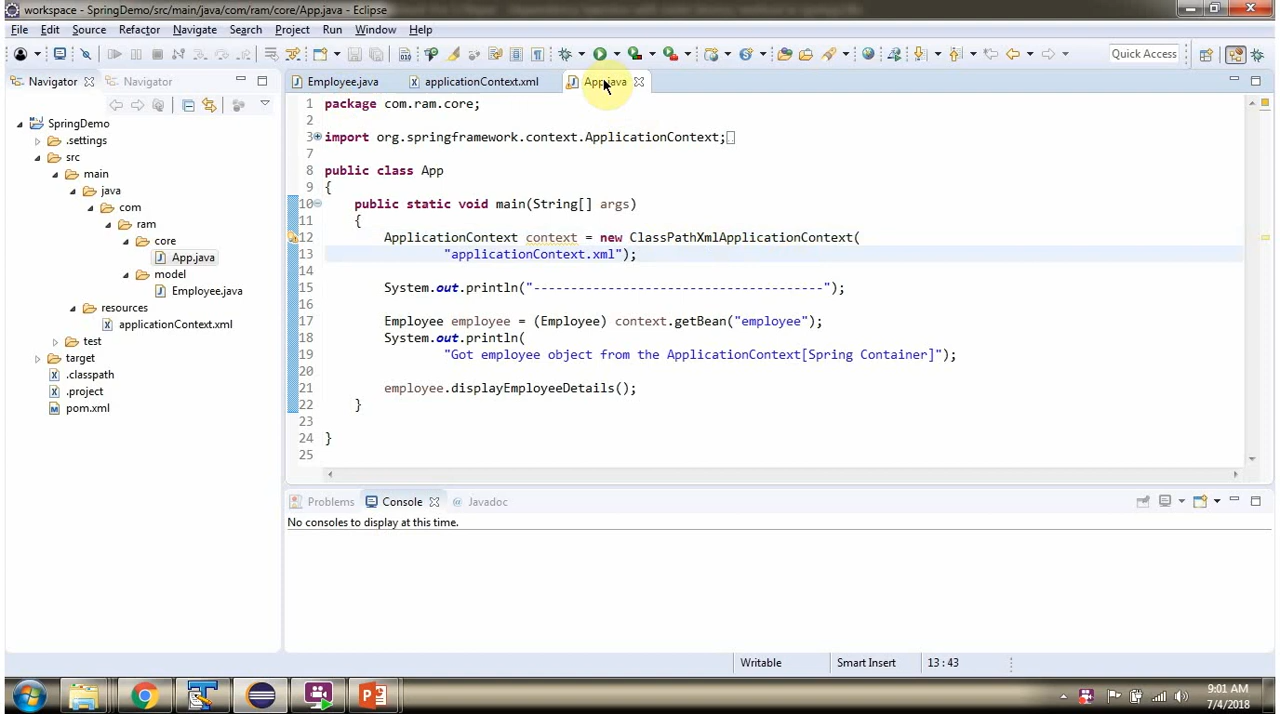 workspace - SpringDemo/src/main/java/com/ram/core/App.java - Eclipse
File Edit Source Refactor Navigate Search Project Run Window Help
Quick Access
Navigator Navigator
Employee.java applicationContext.xml App.java
SpringDemo
.settings
src
main
java
com
ram
core
App.java
model
Employee.java
resources
applicationContext.xml
test
target
.classpath
.project
pom.xml
1 package com.ram.core;
2
3 import org.springframework.context.ApplicationContext;
7
8 public class App
9 {
10 public static void main(String[] args)
11 {
12 ApplicationContext context = new ClassPathXmlApplicationContext(
13 "applicationContext.xml");
14
15 System.out.println("---------------------------------------");
16
17 Employee employee = (Employee) context.getBean("employee");
18 System.out.println(
19 "Got employee object from the ApplicationContext[Spring Container]");
20
21 employee.displayEmployeeDetails();
22 }
23
24 }
25
Problems Console Javadoc
No consoles to display at this time.
Writable Smart Insert 13 : 43
9:01 AM
7/4/2018